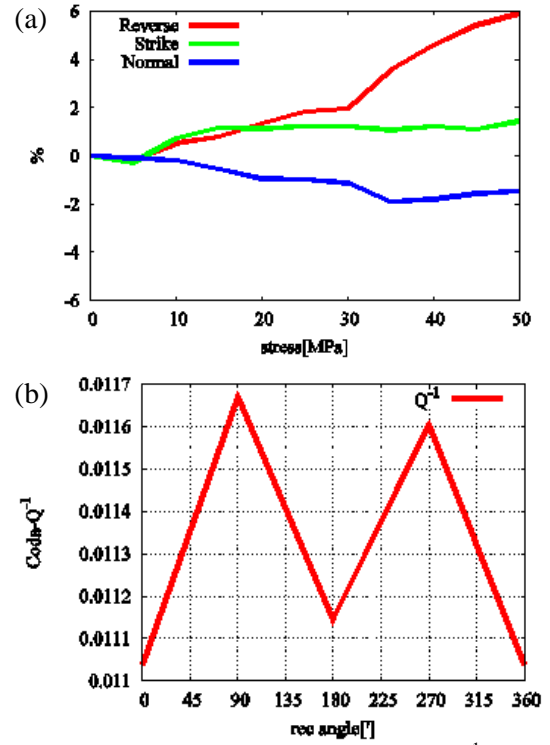 (a)
6
4
2
0
-2
-4
-6
%
Reverse
Strike
Normal
0 10 20 30 40 50
stress[MPa]
(b)
0.0117
0.0116
0.0115
0.0114
0.0113
0.0112
0.0111
0.011
Coda-Q⁻¹
Q⁻¹
0 45 90 135 180 225 270 315 360
rec angle[']